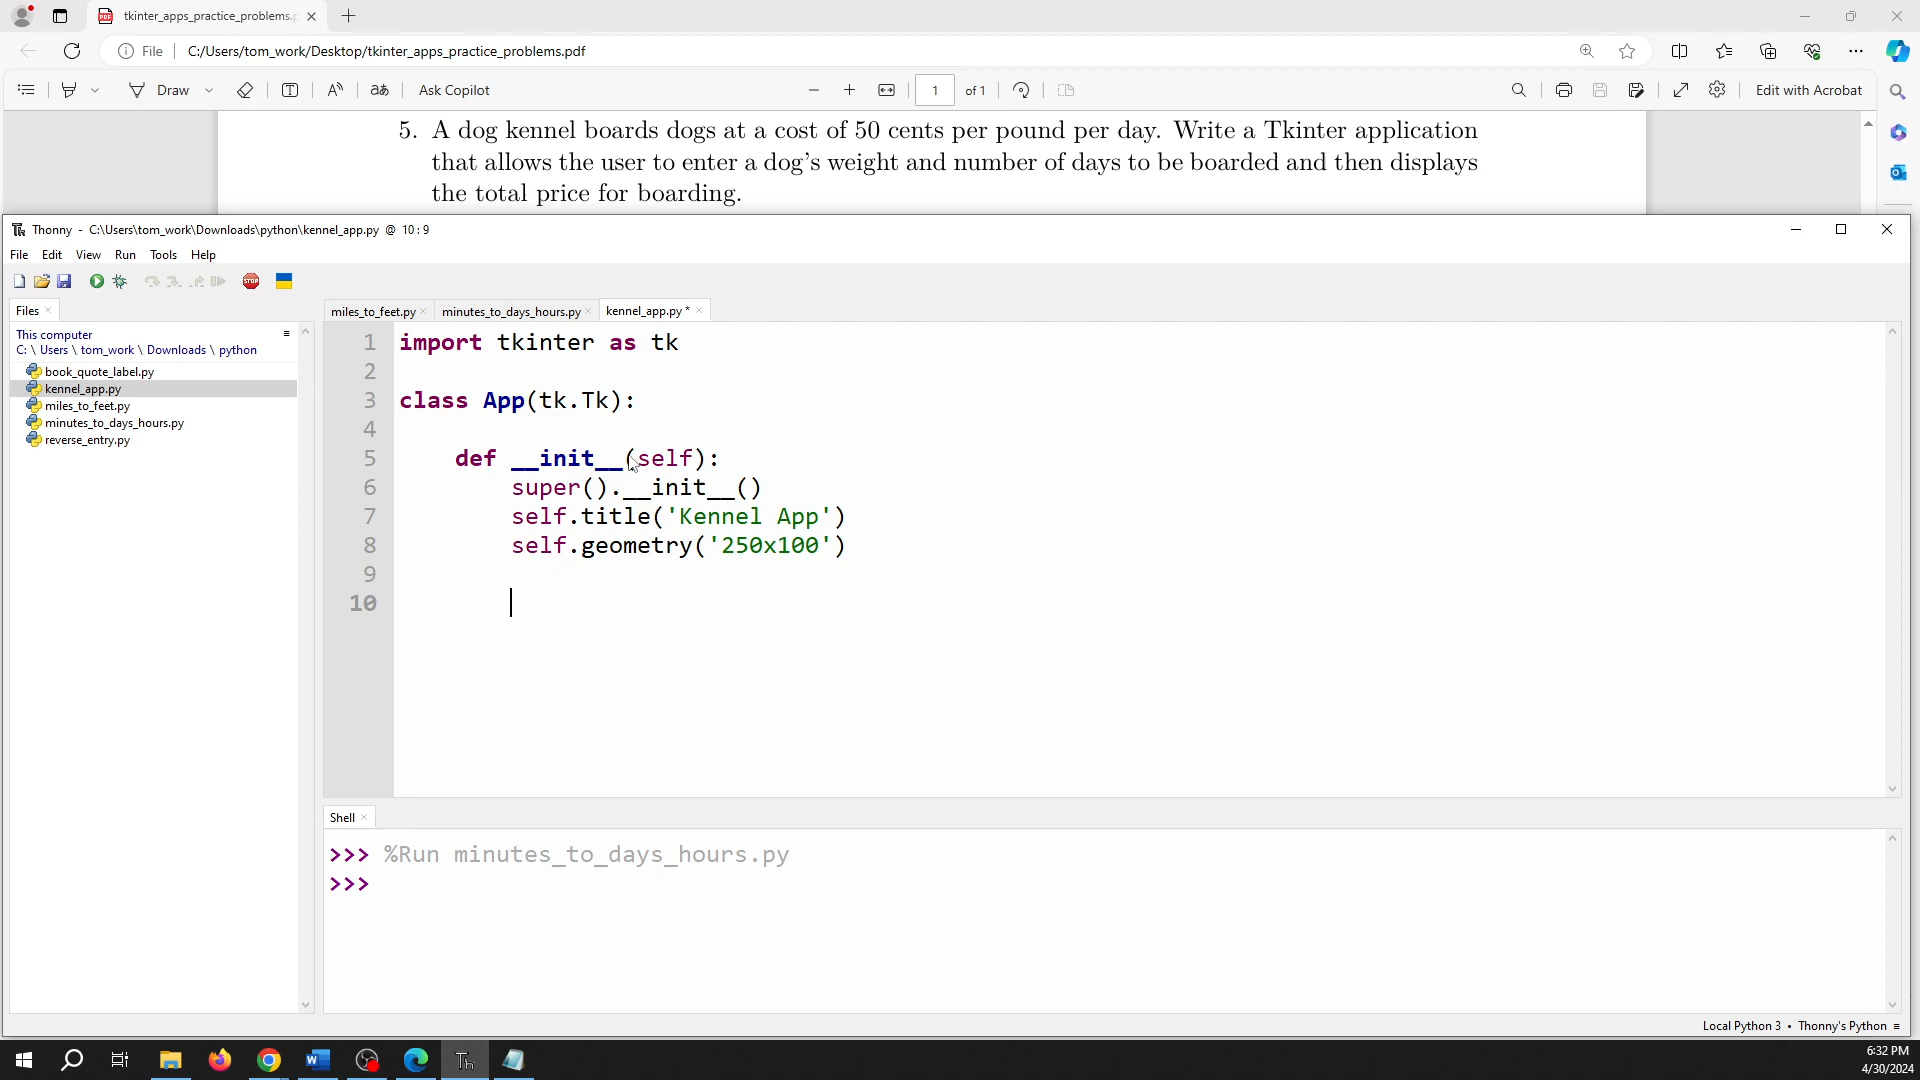 tkinter_apps_practice_problems.p
File
C:/Users/tom_work/Desktop/tkinter_apps_practice_problems.pdf
Draw
T
A
aあ
Ask Copilot
1
of 1
Edit with Acrobat
5. A dog kennel boards dogs at a cost of 50 cents per pound per day. Write a Tkinter application
that allows the user to enter a dog's weight and number of days to be boarded and then displays
the total price for boarding.
Th Thonny - C:\Users\tom_work\Downloads\python\kennel_app.py @ 10:9
File Edit View Run Tools Help
STOP
Files
miles_to_feet.py
minutes_to_days_hours.py
kennel_app.py *
This computer
C: \ Users \ tom_work \ Downloads \ python
book_quote_label.py
kennel_app.py
miles_to_feet.py
minutes_to_days_hours.py
reverse_entry.py
1 import tkinter as tk
2
3 class App(tk.Tk):
4
5 def __init__(self):
6 super().__init__()
7 self.title('Kennel App')
8 self.geometry('250x100')
9
10
Shell
>>> %Run minutes_to_days_hours.py
>>>
Local Python 3 • Thonny's Python ≡
Th
6:32 PM
4/30/2024